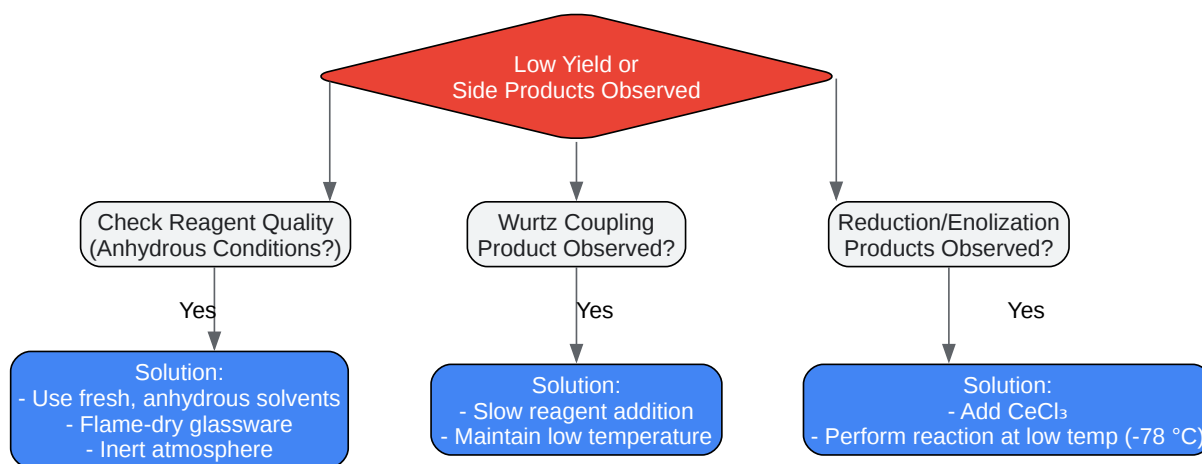 Low Yield or
Side Products Observed
Check Reagent Quality
(Anhydrous Conditions?)
Wurtz Coupling
Product Observed?
Reduction/Enolization
Products Observed?
Yes
Yes
Yes
Solution:
- Use fresh, anhydrous solvents
- Flame-dry glassware
- Inert atmosphere
Solution:
- Slow reagent addition
- Maintain low temperature
Solution:
- Add CeCl₃
- Perform reaction at low temp (-78 °C)